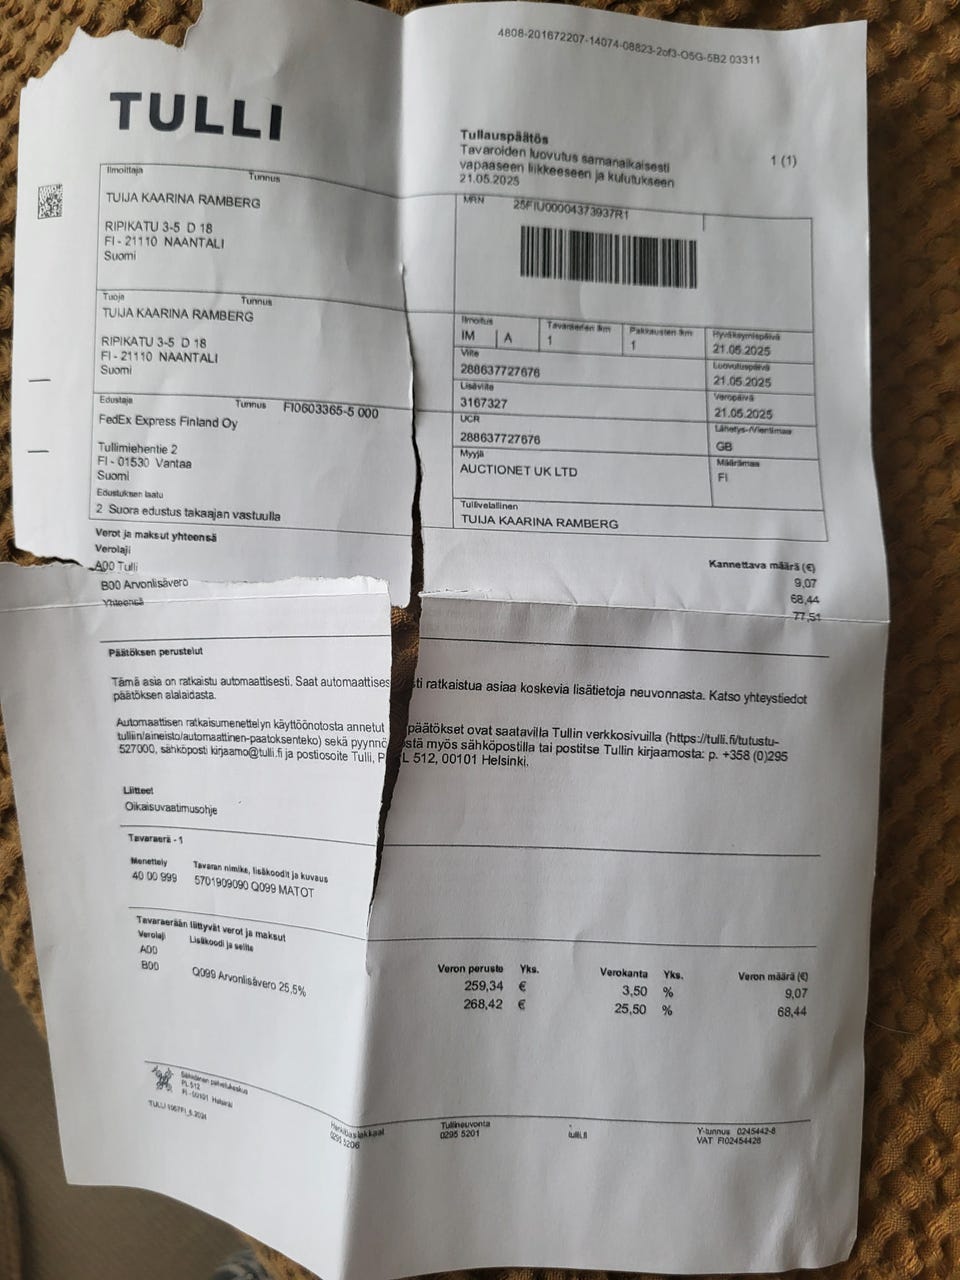 4808-201672207-14074-08823-2of3-O5G-5B2 03311
TULLI
Tullauspäätös
Tavaroiden luovutus samanaikaisesti
vapaaseen liikkeeseen ja kulutukseen
21.05.2025
1 (1)
Ilmoittaja Tunnus
TUIJA KAARINA RAMBERG
RIPIKATU 3-5 D 18
FI - 21110 NAANTALI
Suomi
MRN 25FIU00004373937R1
Tuoja Tunnus
TUIJA KAARINA RAMBERG
RIPIKATU 3-5 D 18
FI - 21110 NAANTALI
Suomi
Ilmoitus Tavaraerien lkm Pakkausten lkm Hyväksymispäivä
IM A 1 1 21.05.2025
Viite Luovutuspäivä
288637727676 21.05.2025
Lisäviite Veropäivä
3167327 21.05.2025
UCR Lähetys-/Vientimaa
288637727676 GB
Myyjä Määrämaa
AUCTIONET UK LTD FI
Tullivelallinen
TUIJA KAARINA RAMBERG
Edustaja Tunnus FI0603365-5 000
FedEx Express Finland Oy
Tullimiehentie 2
FI - 01530 Vantaa
Suomi
Edustuksen laatu
2 Suora edustus takaajan vastuulla
Verot ja maksut yhteensä
Verolaji Kannettava määrä (€)
A00 Tulli 9,07
B00 Arvonlisävero 68,44
Yhteensä 77,51
Päätöksen perustelut
Tämä asia on ratkaistu automaattisesti. Saat automaattisesti ratkaistua asiaa koskevia lisätietoja neuvonnasta. Katso yhteystiedot
päätöksen alalaidasta.
Automaattisen ratkaisumenettelyn käyttöönotosta annetut päätökset ovat saatavilla Tullin verkkosivuilla (https://tulli.fi/tutustu-
tulliin/aineisto/automaattinen-paatoksenteko) sekä pyynnöstä myös sähköpostilla tai postitse Tullin kirjaamosta: p. +358 (0)295
527000, sähköposti kirjaamo@tulli.fi ja postiosoite Tulli, PL 512, 00101 Helsinki.
Liitteet
Oikaisuvaatimusohje
Tavaraerä - 1
Menettely Tavaran nimike, lisäkoodit ja kuvaus
40 00 999 5701909090 Q099 MATOT
Tavaraerään liittyvät verot ja maksut
Verolaji Lisäkoodi ja selite Veron peruste Yks. Verokanta Yks. Veron määrä (€)
A00 259,34 € 3,50 % 9,07
B00 Q099 Arvonlisävero 25,5% 268,42 € 25,50 % 68,44
Sähköinen palvelukeskus
PL 512
FI - 00101 Helsinki
Henkilöasiakkaat
0295 5206
Tullineuvonta
0295 5201
tulli.fi
Y-tunnus 0245442-8
VAT FI02454428